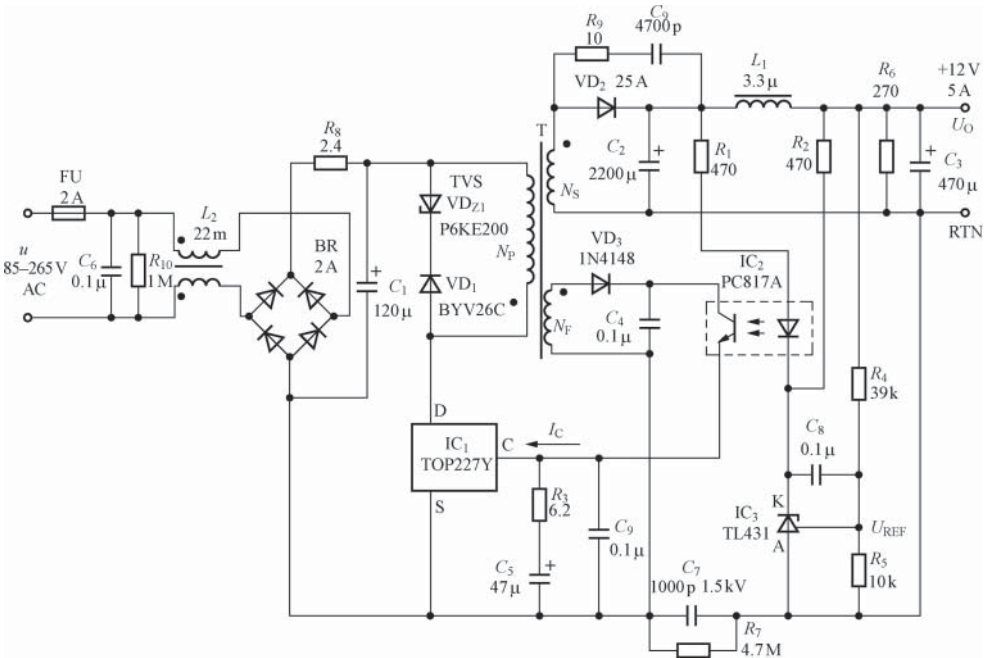 C9
4700p
R9
10
VD2 25A
L1
3.3μ
R6
270
+12V
5A
UO
T
R8
2.4
C2
2200μ
R1
470
R2
470
C3
470μ
RTN
FU
2A
TVS
VDZ1
P6KE200
NS
L2
22m
NP
VD3
1N4148
IC2
PC817A
u
85–265V
AC
C6
0.1μ
R10
1M
BR
2A
C1
120μ
VD1
BYV26C
NF
C4
0.1μ
R4
39k
D
IC1
TOP227Y
C
IC
S
C8
0.1μ
R3
6.2
K
IC3
TL431
A
UREF
C9
0.1μ
R5
10k
C5
47μ
C7
1000p 1.5kV
R7
4.7M